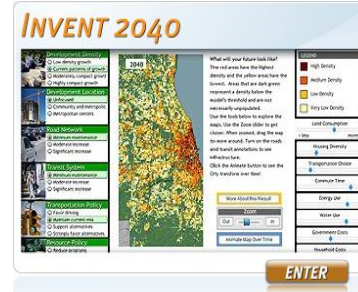 INVENT 2040
Development Density
Low density growth
Current patterns of growth
Moderately compact growth
Highly compact growth
Development Location
Unfocused
Community and metropolitan
Metropolitan centers
Road Network
Minimum maintenance
Moderate increase
Significant increase
Transit System
Minimum maintenance
Moderate increase
Significant increase
Transportation Policy
Favor driving
Maintain current mix
Support alternatives
Strongly favor alternatives
Resource Policy
Reduce programs
2040
What will your future look like?
The red areas have the highest
density and the yellow areas have the
lowest. Areas that are dark green
represent a density below the
model's threshold and are not
necessarily unpopulated.
Use the tools below to explore the
maps. Use the Zoom slider to get
closer. When zoomed, drag the map
to move around. Turn on the roads
and transit annotations to see
infrastructure.
Click the Animate button to see the
City transform over time!
More About this Result
Zoom
Out
In
Animate Map Over Time
LEGEND
High Density
Medium Density
Low Density
Very Low Density
Land Consumption
less
Housing Diversity
Transportation Choice
Commute Time
Energy Use
Water Use
Government Costs
Household Costs
ENTER